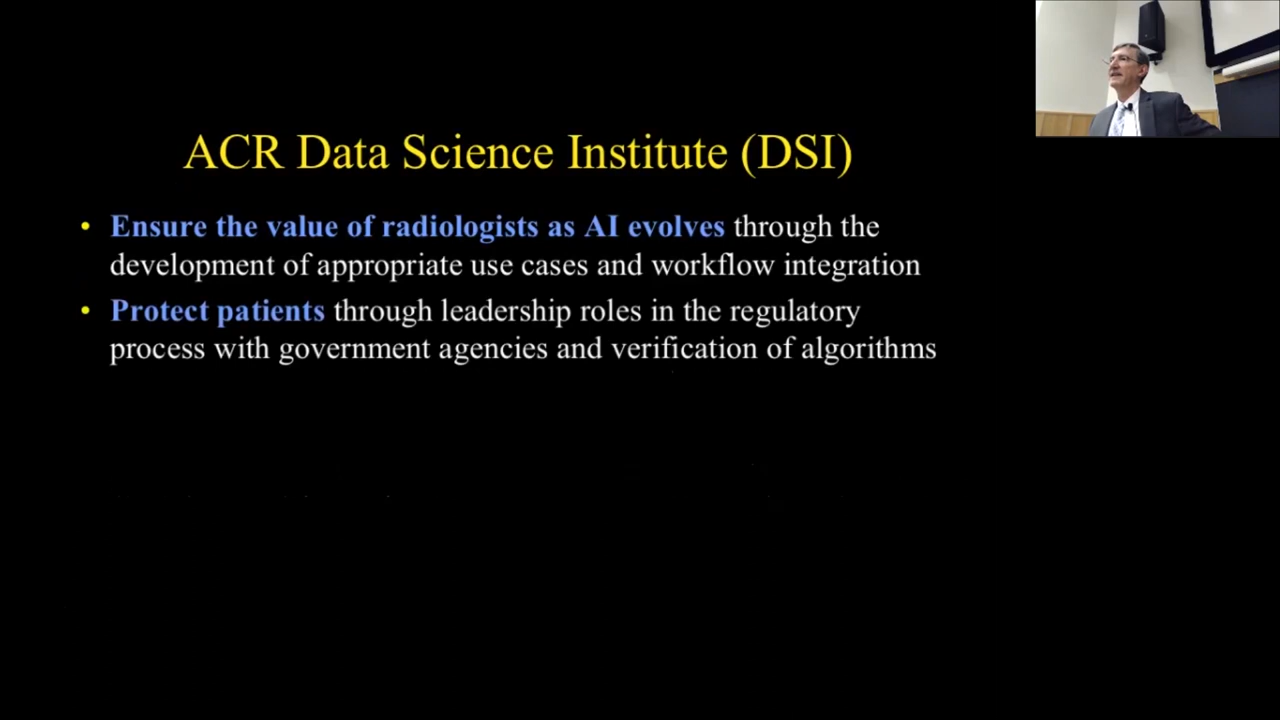 ACR Data Science Institute (DSI)
• Ensure the value of radiologists as AI evolves through the
development of appropriate use cases and workflow integration
• Protect patients through leadership roles in the regulatory
process with government agencies and verification of algorithms